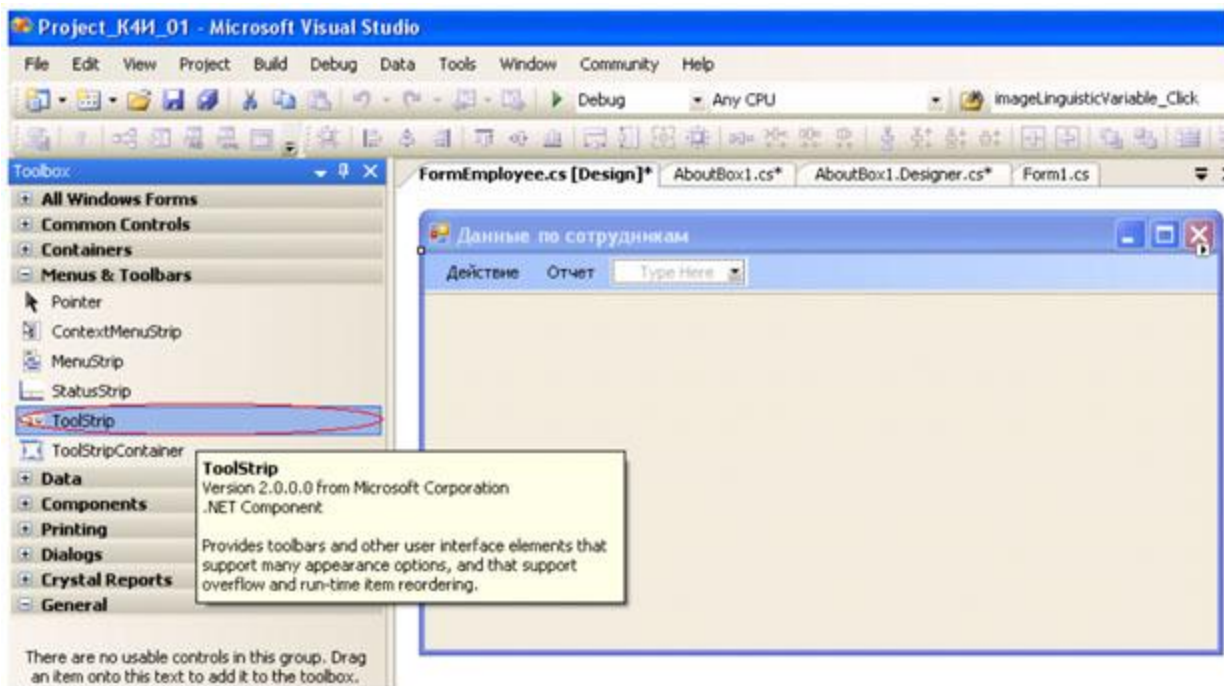 Project_К4И_01 - Microsoft Visual Studio
File Edit View Project Build Debug Data Tools Window Community Help
Debug Any CPU imageLinguisticVariable_Click
Toolbox
FormEmployee.cs [Design]* AboutBox1.cs* AboutBox1.Designer.cs* Form1.cs
All Windows Forms
Common Controls
Containers
Menus & Toolbars
Pointer
ContextMenuStrip
MenuStrip
StatusStrip
ToolStrip
ToolStripContainer
Data
Components
Printing
Dialogs
Crystal Reports
General
There are no usable controls in this group. Drag
an item onto this text to add it to the toolbox.
ToolStrip
Version 2.0.0.0 from Microsoft Corporation
.NET Component
Provides toolbars and other user interface elements that
support many appearance options, and that support
overflow and run-time item reordering.
Данные по сотрудникам
Действие Отчет Type Here